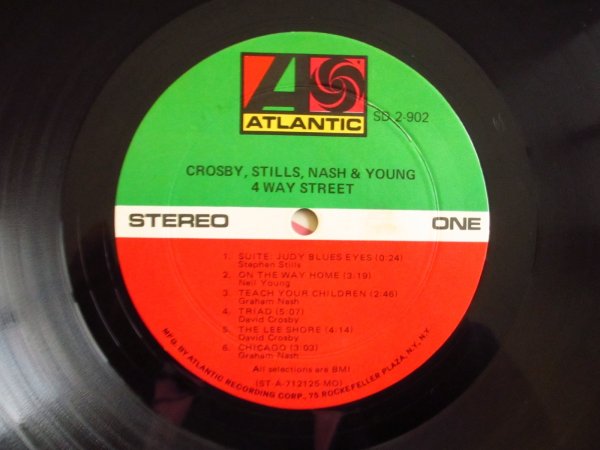 ATLANTIC
SD 2-902
CROSBY, STILLS, NASH & YOUNG
4 WAY STREET
STEREO
ONE
1. SUITE: JUDY BLUES EYES (0:24)
Stephen Stills
2. ON THE WAY HOME (3:19)
Neil Young
3. TEACH YOUR CHILDREN (2:46)
Graham Nash
4. TRIAD (5:07)
David Crosby
5. THE LEE SHORE (4:14)
David Crosby
6. CHICAGO (3:03)
Graham Nash
All selections are BMI
(ST A-712125-MO)
MFG. BY ATLANTIC RECORDING CORP., 75 ROCKEFELLER PLAZA, N.Y., N.Y.